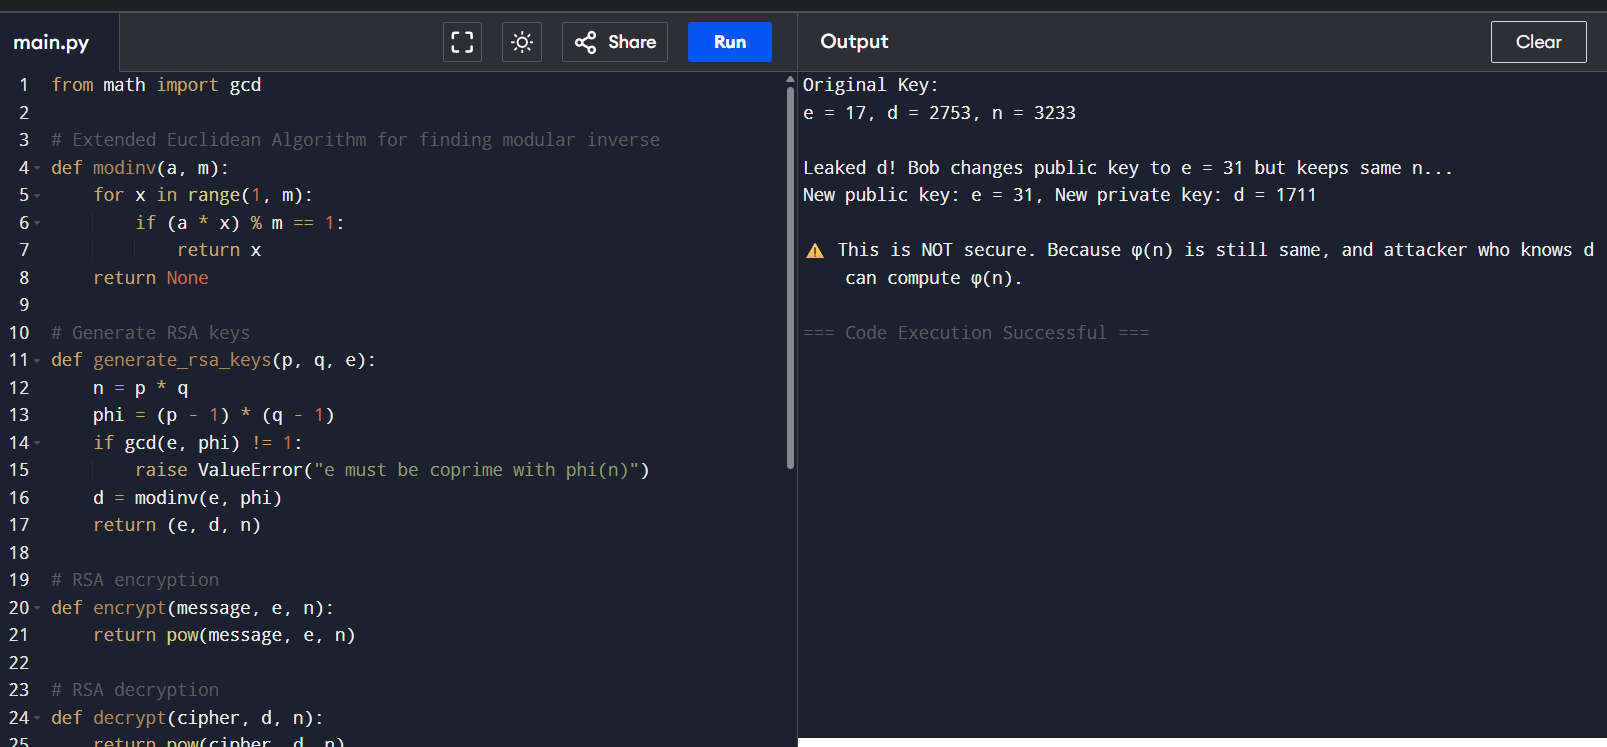 main.py
Share
Run
Output
Clear
1 from math import gcd
2
3 # Extended Euclidean Algorithm for finding modular inverse
4 def modinv(a, m):
5     for x in range(1, m):
6         if (a * x) % m == 1:
7             return x
8     return None
9
10 # Generate RSA keys
11 def generate_rsa_keys(p, q, e):
12     n = p * q
13     phi = (p - 1) * (q - 1)
14     if gcd(e, phi) != 1:
15         raise ValueError("e must be coprime with phi(n)")
16     d = modinv(e, phi)
17     return (e, d, n)
18
19 # RSA encryption
20 def encrypt(message, e, n):
21     return pow(message, e, n)
22
23 # RSA decryption
24 def decrypt(cipher, d, n):
25     return pow(cipher, d, n)
Original Key:
e = 17, d = 2753, n = 3233
Leaked d! Bob changes public key to e = 31 but keeps same n...
New public key: e = 31, New private key: d = 1711
⚠ This is NOT secure. Because φ(n) is still same, and attacker who knows d
can compute φ(n).
=== Code Execution Successful ===